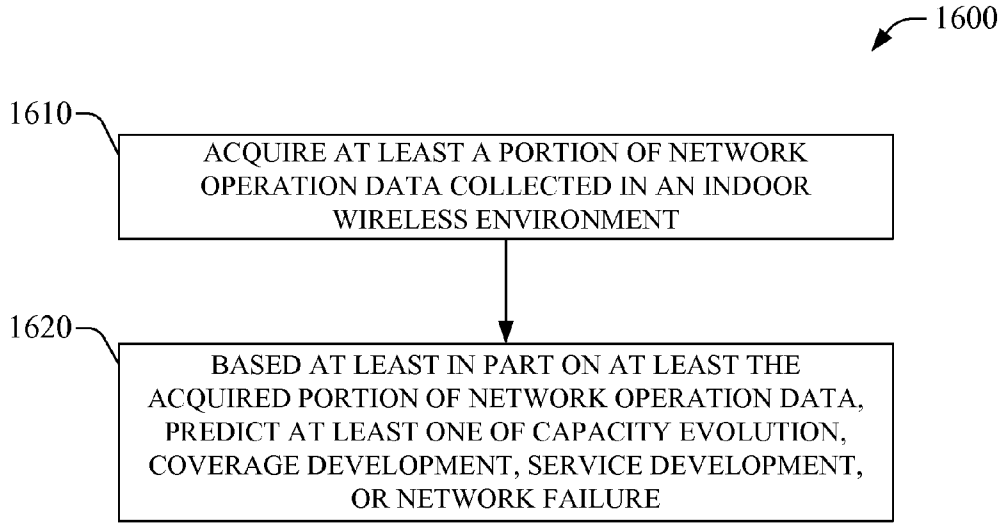 1600
1610
ACQUIRE AT LEAST A PORTION OF NETWORK
OPERATION DATA COLLECTED IN AN INDOOR
WIRELESS ENVIRONMENT
1620
BASED AT LEAST IN PART ON AT LEAST THE
ACQUIRED PORTION OF NETWORK OPERATION DATA,
PREDICT AT LEAST ONE OF CAPACITY EVOLUTION,
COVERAGE DEVELOPMENT, SERVICE DEVELOPMENT,
OR NETWORK FAILURE